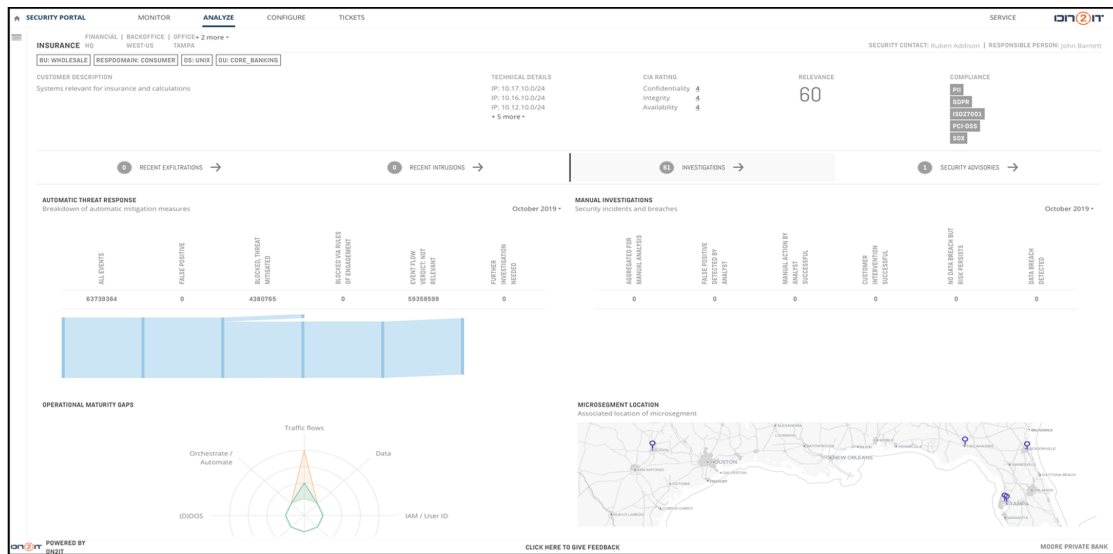 SECURITY PORTAL MONITOR ANALYZE CONFIGURE TICKETS SERVICE ON2IT
FINANCIAL | BACKOFFICE | OFFICE + 2 more
INSURANCE HQ WEST-US TAMPA
SECURITY CONTACT: Ruben Addison | RESPONSIBLE PERSON: John Barnett
BU: WHOLESALE RESPDOMAIN: CONSUMER OS: UNIX OU: CORE_BANKING
CUSTOMER DESCRIPTION
Systems relevant for insurance and calculations
TECHNICAL DETAILS
IP: 10.17.10.0/24
IP: 10.16.10.0/24
IP: 10.12.10.0/24
+ 5 more
CIA RATING
Confidentiality 4
Integrity 4
Availability 4
RELEVANCE
60
COMPLIANCE
PII
GDPR
ISO27001
PCI-DSS
SOX
0 RECENT EXFILTRATIONS →
0 RECENT INTRUSIONS →
61 INVESTIGATIONS →
1 SECURITY ADVISORIES →
AUTOMATIC THREAT RESPONSE
Breakdown of automatic mitigation measures
October 2019
ALL EVENTS
FALSE POSITIVE
BLOCKED, THREAT
MITIGATED
BLOCKED VIA RULES
OF ENGAGEMENT
EVENT FLOW
VERDICT: NOT
RELEVANT
FURTHER
INVESTIGATION
NEEDED
63739364 0 4380765 0 59358599 0
MANUAL INVESTIGATIONS
Security incidents and breaches
October 2019
AGGREGATED FOR
MANUAL ANALYSIS
FALSE POSITIVE
DETECTED BY
ANALYST
MANUAL ACTION BY
ANALYST
SUCCESSFUL
CUSTOMER
INTERVENTION
SUCCESSFUL
NO DATA BREACH BUT
RISK PERSISTS
DATA BREACH
DETECTED
0 0 0 0 0 0
OPERATIONAL MATURITY GAPS
Traffic flows
Orchestrate /
Automate
Data
(D)DOS
IAM / User ID
MICROSEGMENT LOCATION
Associated location of microsegment
HOUSTON
NEW ORLEANS
TAMPA
ON2IT POWERED BY
ON2IT
CLICK HERE TO GIVE FEEDBACK
MOORE PRIVATE BANK